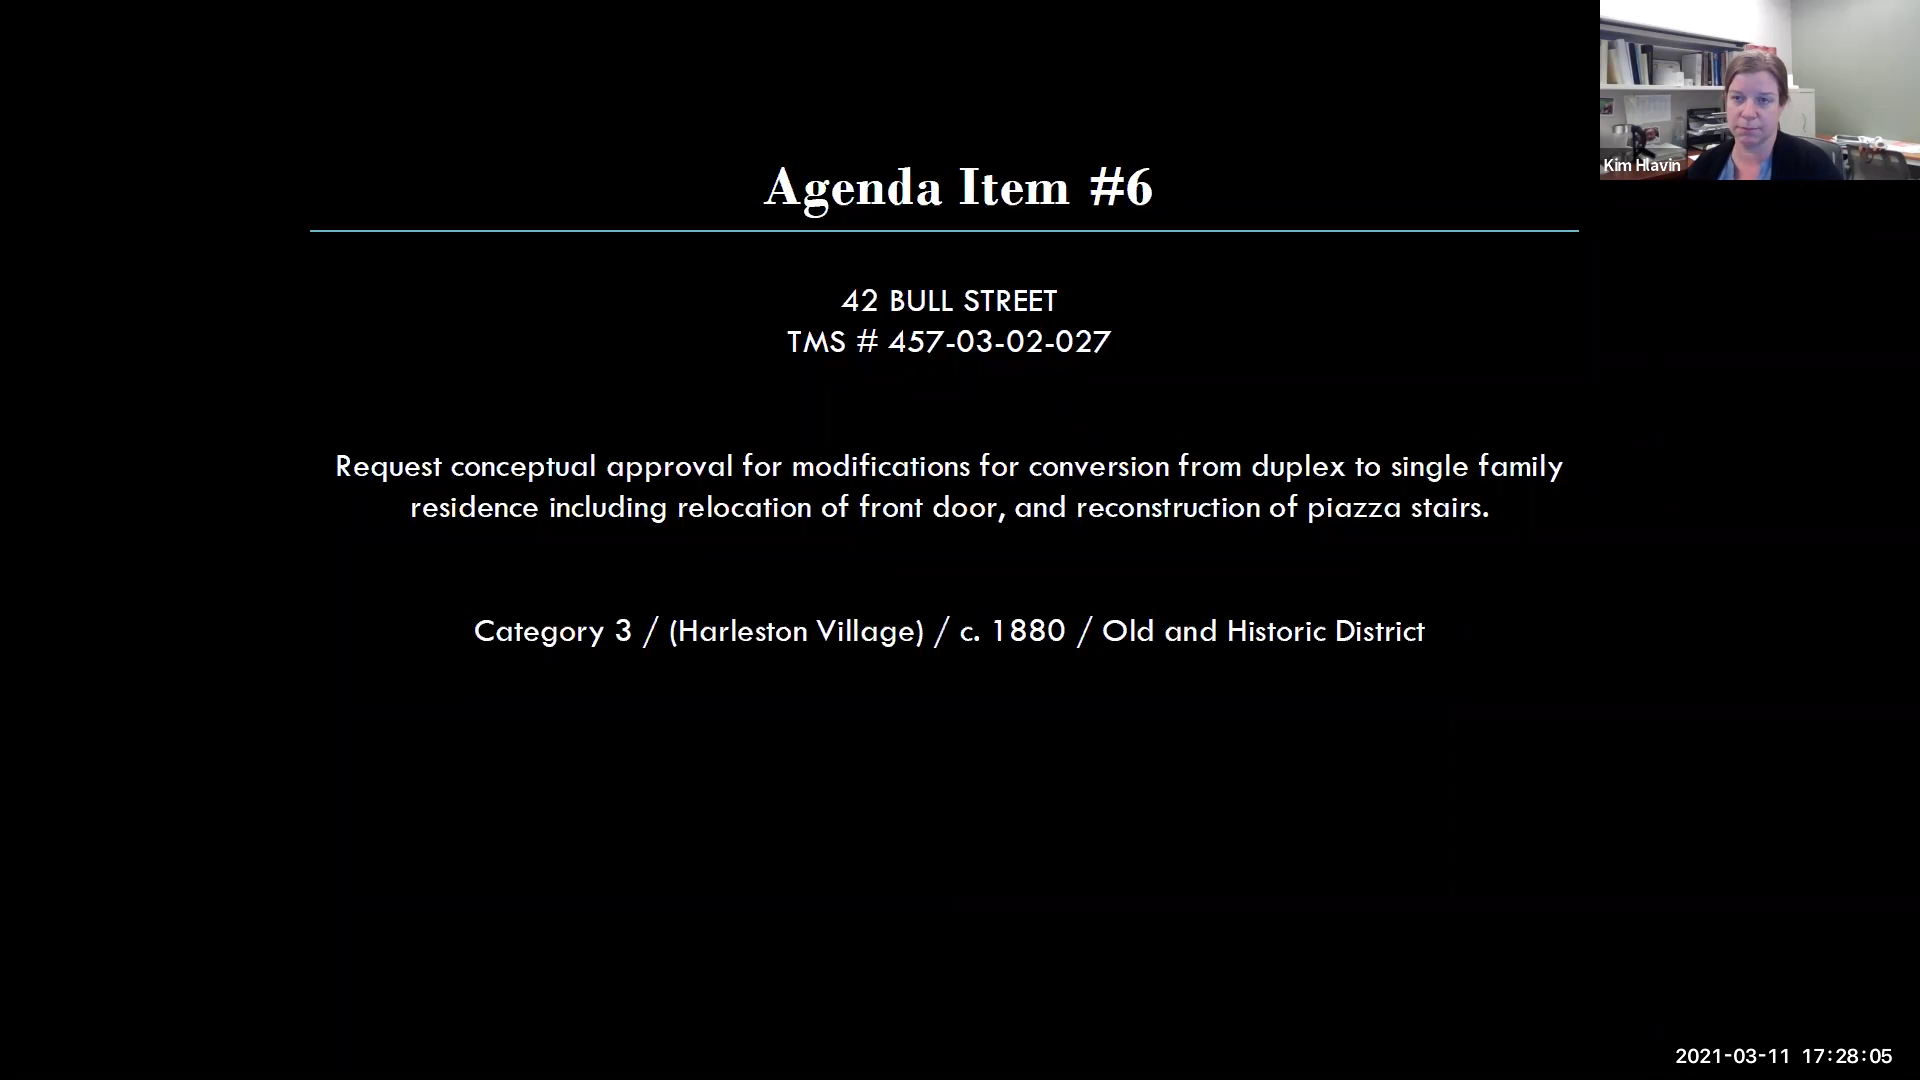 Agenda Item #6
42 BULL STREET
TMS # 457-03-02-027
Request conceptual approval for modifications for conversion from duplex to single family
residence including relocation of front door, and reconstruction of piazza stairs.
Category 3 / (Harleston Village) / c. 1880 / Old and Historic District
Kim Hlavin
2021-03-11 17:28:05